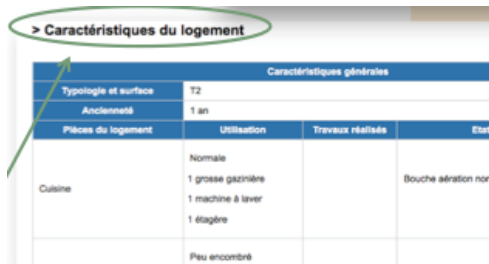 > Caractéristiques du logement
Caractéristiques générales
Typologie et surface T2
Ancienneté 1 an
Pièces du logement Utilisation Travaux réalisés Etat
Normale
1 grosse gazinière
Cuisine Bouche aération nor
1 machine à laver
1 étagère
Peu encombré